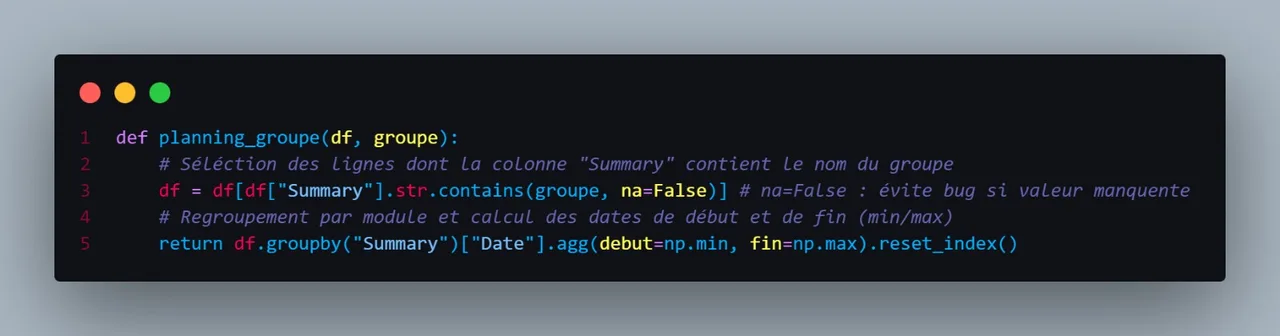 1 def planning_groupe(df, groupe):
2 # Séléction des lignes dont la colonne "Summary" contient le nom du groupe
3 df = df[df["Summary"].str.contains(groupe, na=False)] # na=False : évite bug si valeur manquente
4 # Regroupement par module et calcul des dates de début et de fin (min/max)
5 return df.groupby("Summary")["Date"].agg(debut=np.min, fin=np.max).reset_index()